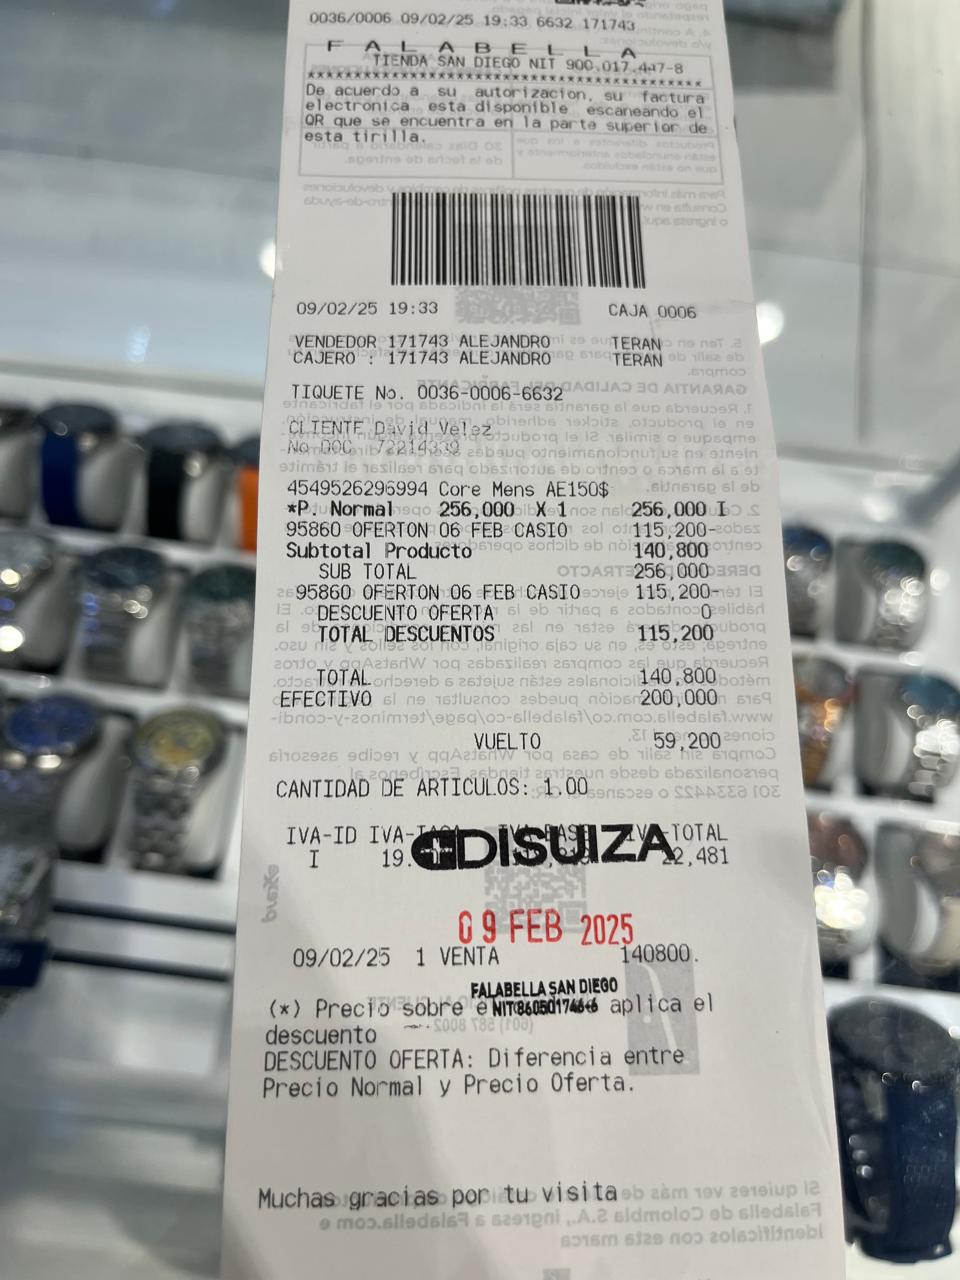 0036/0006 09/02/25 19:33 6632 171743
FALABELLA
TIENDA SAN DIEGO NIT 900.017.447-8
****************************************************
De acuerdo a su autorizacion, su factura
electronica esta disponible escaneando el
QR que se encuentra en la parte superior de
esta tirilla.
09/02/25 19:33 CAJA 0006
VENDEDOR 171743 ALEJANDRO TERAN
CAJERO : 171743 ALEJANDRO TERAN
TIQUETE No. 0036-0006-6632
CLIENTE David Velez
No DOC 72214339
4549526296994 Core Mens AE150$
*P. Normal 256,000 X 1 256,000 I
95860 OFERTON 06 FEB CASIO 115,200-
Subtotal Producto 140,800
SUB TOTAL 256,000
95860 OFERTON 06 FEB CASIO 115,200-
DESCUENTO OFERTA 0
TOTAL DESCUENTOS 115,200
TOTAL 140,800
EFECTIVO 200,000
VUELTO 59,200
CANTIDAD DE ARTICULOS: 1.00
IVA-ID IVA-TASA IVA-BASE IVA-TOTAL
I 19. 22,481
DISUIZA
09 FEB 2025
09/02/25 1 VENTA 140800.
FALABELLA SAN DIEGO
(*) Precio sobre el aplica el
descuento
DESCUENTO OFERTA: Diferencia entre
Precio Normal y Precio Oferta.
Muchas gracias por tu visita